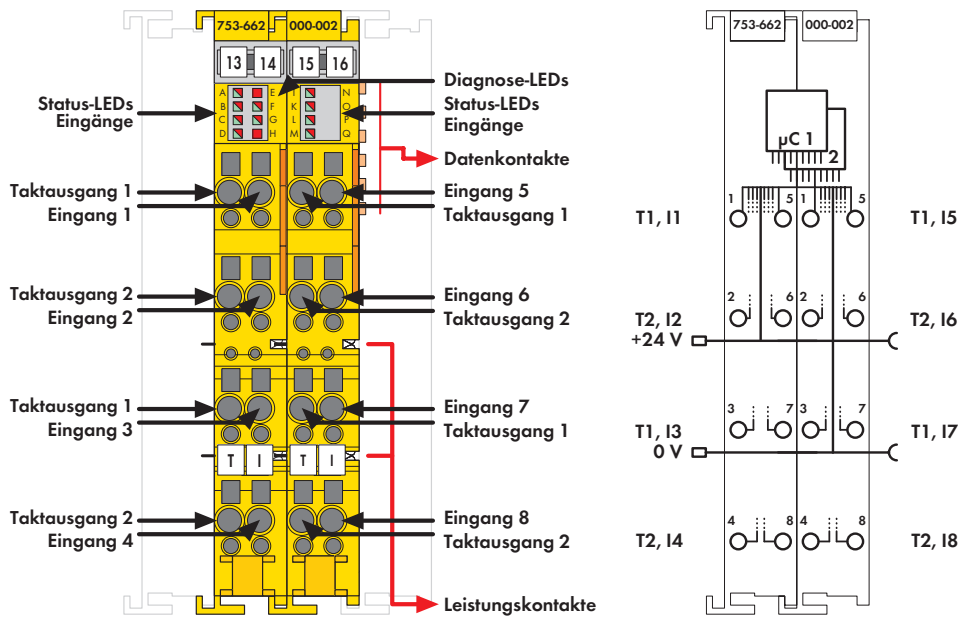 753-662 000-002
13 14 15 16
Status-LEDs
Eingänge
A E
B F
C G
D H
I N
K O
L P
M Q
Diagnose-LEDs
Status-LEDs
Eingänge
Datenkontakte
Taktausgang 1
Eingang 1
Eingang 5
Taktausgang 1
Taktausgang 2
Eingang 2
Eingang 6
Taktausgang 2
Taktausgang 1
Eingang 3
Eingang 7
Taktausgang 1
T I T I
Taktausgang 2
Eingang 4
Eingang 8
Taktausgang 2
Leistungskontakte
753-662 000-002
µC 1
2
1 5 1 5
T1, I1 T1, I5
2 6 2 6
T2, I2 T2, I6
+24 V
3 7 3 7
T1, I3 T1, I7
0 V
4 8 4 8
T2, I4 T2, I8